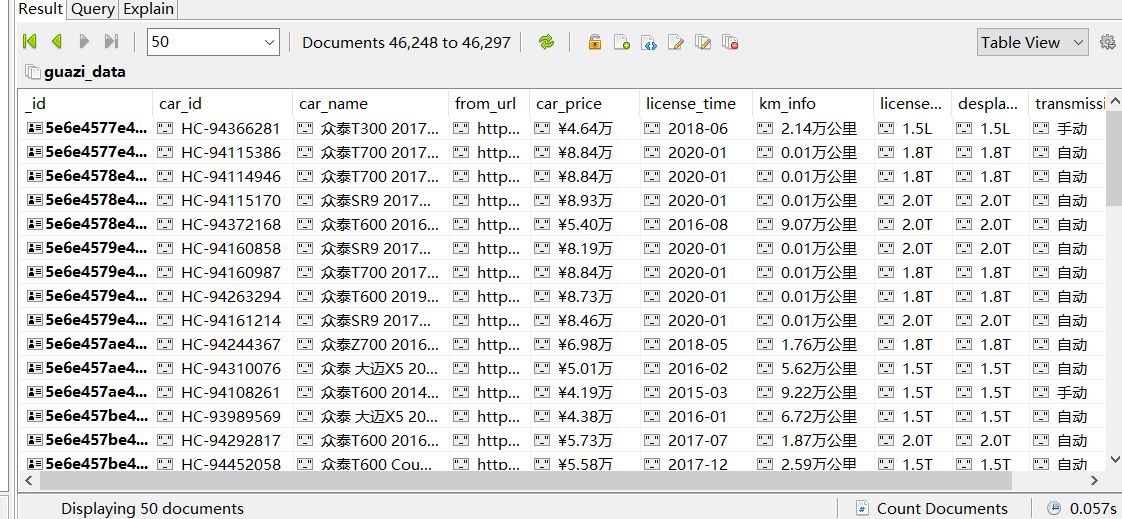 Result Query Explain
50 Documents 46,248 to 46,297 Table View
guazi_data
_id car_id car_name from_url car_price license_time km_info license... despla... transmissi
5e6e4577e4... HC-94366281 众泰T300 2017... http... ¥4.64万 2018-06 2.14万公里 1.5L 1.5L 手动
5e6e4577e4... HC-94115386 众泰T700 2017... http... ¥8.84万 2020-01 0.01万公里 1.8T 1.8T 自动
5e6e4578e4... HC-94114946 众泰T700 2017... http... ¥8.84万 2020-01 0.01万公里 1.8T 1.8T 自动
5e6e4578e4... HC-94115170 众泰SR9 2017... http... ¥8.93万 2020-01 0.01万公里 2.0T 2.0T 自动
5e6e4578e4... HC-94372168 众泰T600 2016... http... ¥5.40万 2016-08 9.07万公里 2.0T 2.0T 自动
5e6e4579e4... HC-94160858 众泰SR9 2017... http... ¥8.19万 2020-01 0.01万公里 2.0T 2.0T 自动
5e6e4579e4... HC-94160987 众泰T700 2017... http... ¥8.84万 2020-01 0.01万公里 1.8T 1.8T 自动
5e6e4579e4... HC-94263294 众泰T600 2019... http... ¥8.73万 2020-01 0.01万公里 1.8T 1.8T 自动
5e6e4579e4... HC-94161214 众泰SR9 2017... http... ¥8.46万 2020-01 0.01万公里 2.0T 2.0T 自动
5e6e457ae4... HC-94244367 众泰Z700 2016... http... ¥6.98万 2018-05 1.76万公里 1.8T 1.8T 自动
5e6e457ae4... HC-94310076 众泰 大迈X5 20... http... ¥5.01万 2016-02 5.62万公里 1.5T 1.5T 自动
5e6e457ae4... HC-94108261 众泰T600 2014... http... ¥4.19万 2015-03 9.22万公里 1.5T 1.5T 手动
5e6e457be4... HC-93989569 众泰 大迈X5 20... http... ¥4.38万 2016-01 6.72万公里 1.5T 1.5T 自动
5e6e457be4... HC-94292817 众泰T600 2016... http... ¥5.73万 2017-07 1.87万公里 2.0T 2.0T 自动
5e6e457be4... HC-94452058 众泰T600 Cou... http... ¥5.58万 2017-12 2.59万公里 1.5T 1.5T 自动
Displaying 50 documents Count Documents 0.057s